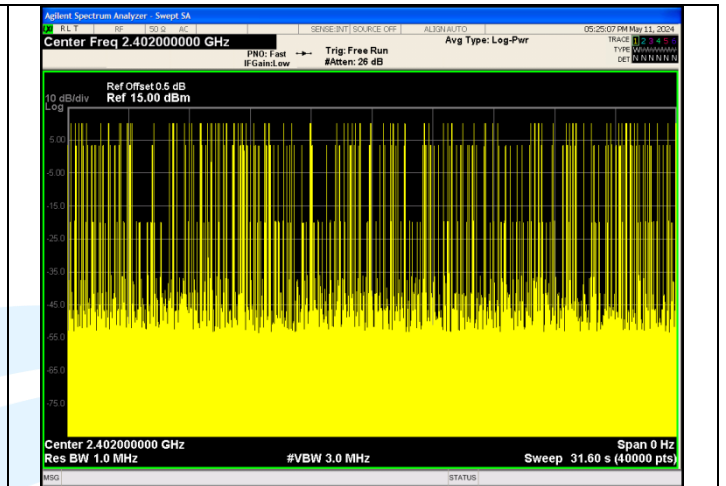 Agilent Spectrum Analyzer - Swept SA
RLT RF 50 Ω AC SENSE:INT SOURCE OFF ALIGN AUTO 05:25:07 PM May 11, 2024
Center Freq 2.402000000 GHz
Avg Type: Log-Pwr
TRACE 1 2 3 4 5 6
PNO: Fast Trig: Free Run
TYPE
IFGain:Low #Atten: 26 dB
DET N N N N N N
Ref Offset 0.5 dB
10 dB/div Ref 15.00 dBm
Log
5.00
-5.00
-15.0
-25.0
-35.0
-45.0
-55.0
-65.0
-75.0
Center 2.402000000 GHz Span 0 Hz
Res BW 1.0 MHz #VBW 3.0 MHz Sweep 31.60 s (40000 pts)
MSG STATUS